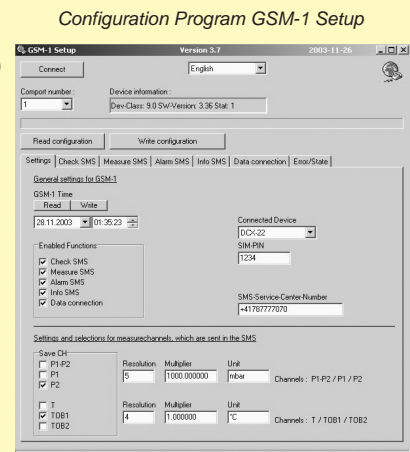 Configuration Program GSM-1 Setup
GSM-1 Setup Version 3.7 2003-11-26
Connect English
Comport number : Device information :
1 Dev-Class: 9.0 SW-Version: 3.36 Stat: 1
Read configuration Write configuration
Settings Check SMS Measure SMS Alarm SMS Info SMS Data connection Error/State
General settings for GSM-1
GSM-1 Time
Read Write
28.11.2003 01:35:23
Connected Device
DCX-22
Enabled Functions
SIM-PIN
1234
Check SMS
Measure SMS
Alarm SMS
Info SMS
Data connection
SMS-Service-Center-Number
+41787777070
Settings and selections for measurechannels, which are sent in the SMS
Save CH
P1-P2 Resolution Multiplier Unit
P1 5 1000.000000 mbar Channels : P1-P2 / P1 / P2
P2
T Resolution Multiplier Unit
TOB1 4 1.000000 °C Channels : T / TOB1 / TOB2
TOB2